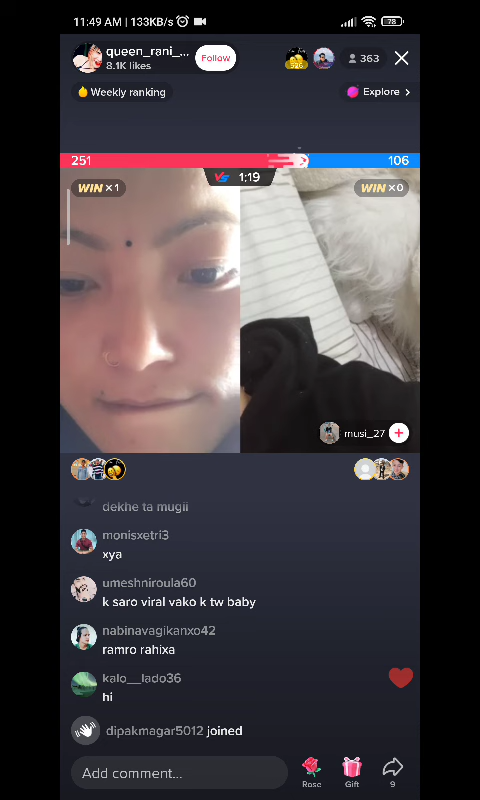 11:49 AM | 133KB/s
78
queen_rani_...
8.1K likes
Follow
526
363
Weekly ranking
Explore >
251
106
VS 1:19
WIN ×1
WIN ×0
musi_27
dekhe ta mugii
monisxetri3
xya
umeshniroula60
k saro viral vako k tw baby
nabinavagikanxo42
ramro rahixa
kalo__lado36
hi
dipakmagar5012 joined
Add comment...
Rose
Gift
9